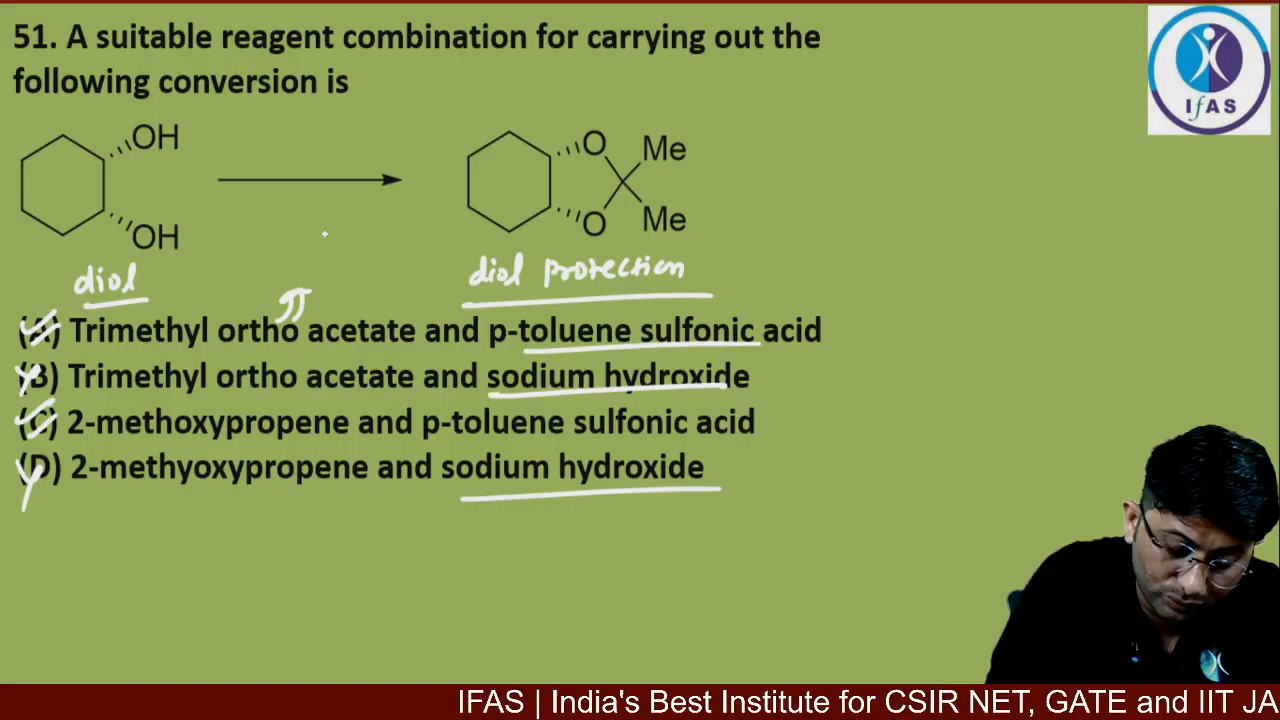 51. A suitable reagent combination for carrying out the
following conversion is
IfAS
OH
OH
O
O
Me
Me
diol
diol protection
(A) Trimethyl ortho acetate and p-toluene sulfonic acid
(B) Trimethyl ortho acetate and sodium hydroxide
(C) 2-methoxypropene and p-toluene sulfonic acid
(D) 2-methyoxypropene and sodium hydroxide
IFAS | India's Best Institute for CSIR NET, GATE and IIT JA